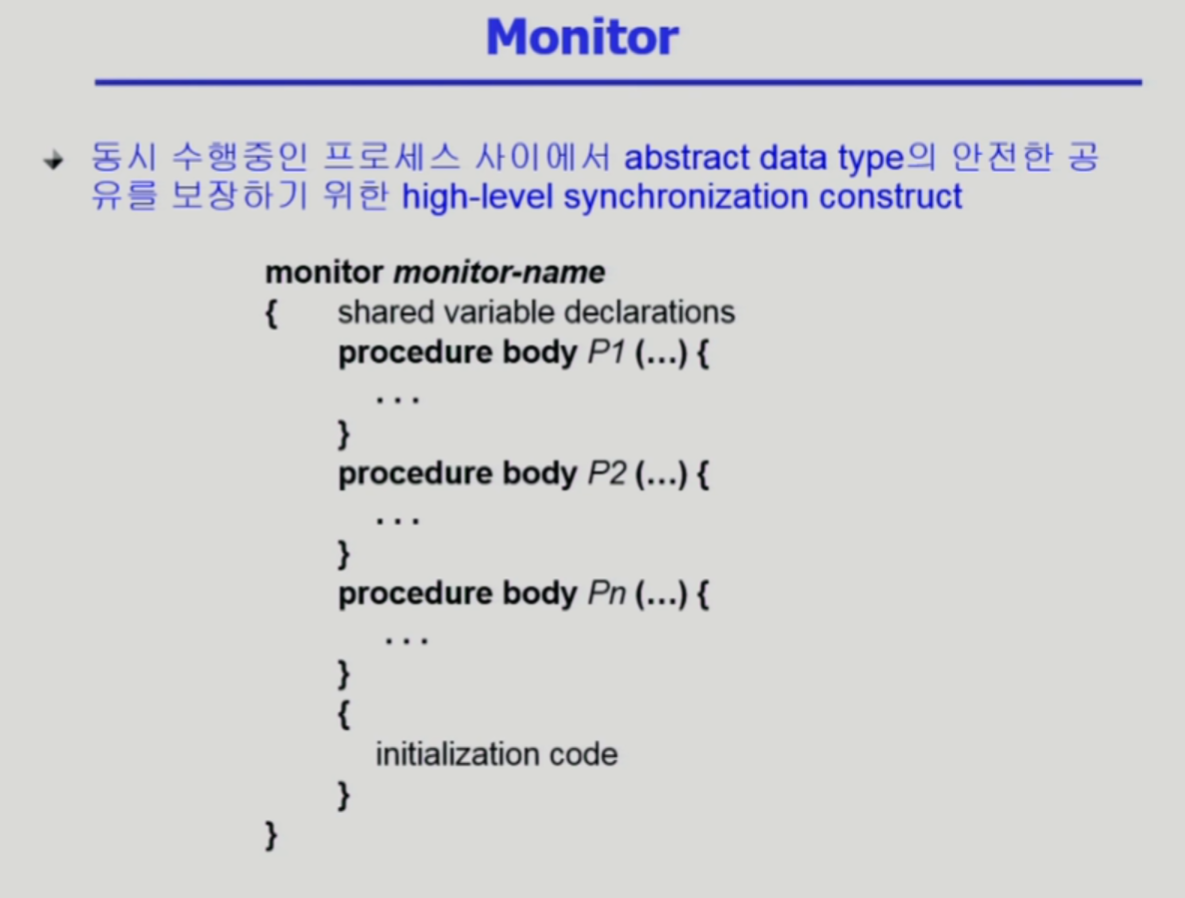 Monitor
동시 수행중인 프로세스 사이에서 abstract data type의 안전한 공
유를 보장하기 위한 high-level synchronization construct
monitor monitor-name
{ shared variable declarations
procedure body P1 (...) {
...
}
procedure body P2 (...) {
...
}
procedure body Pn (...) {
...
}
{
initialization code
}
}